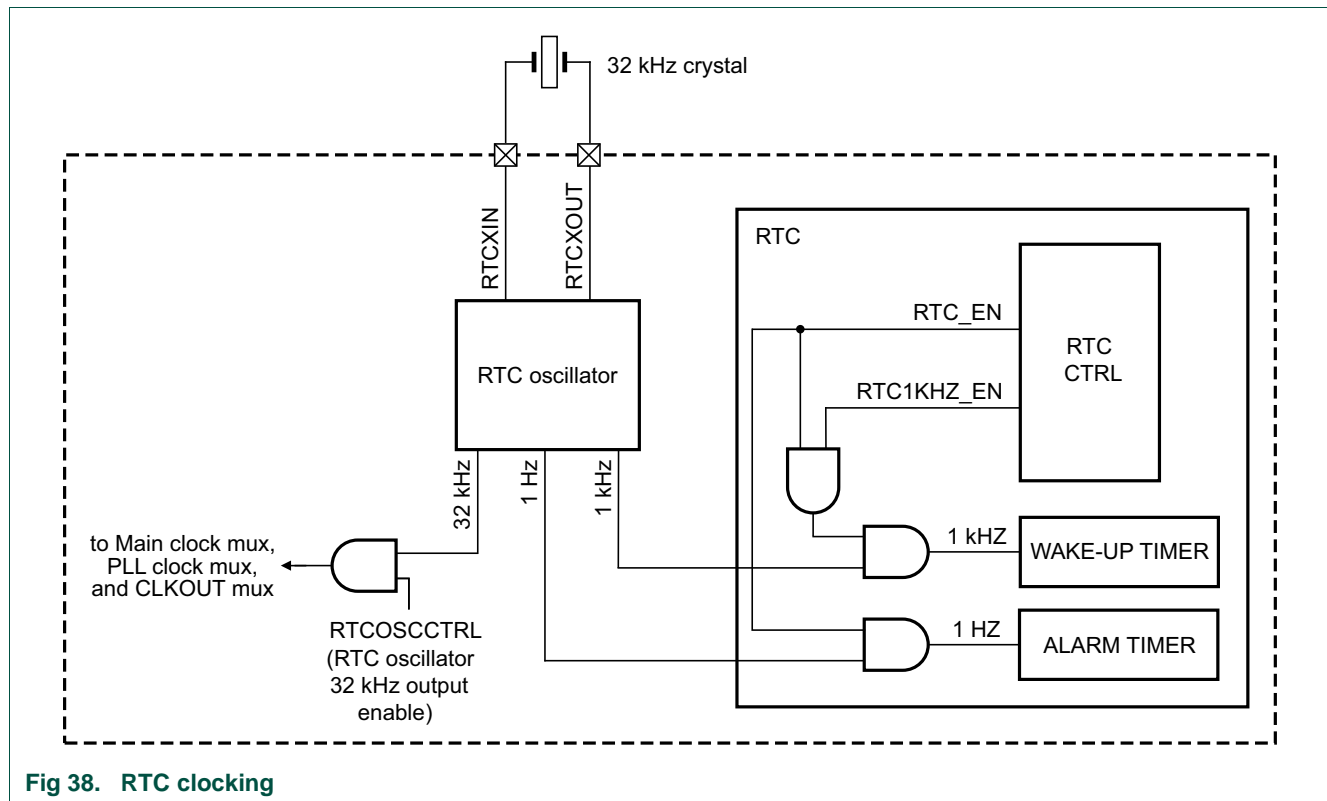 32 kHz crystal
RTCXIN
RTCXOUT
RTC
RTC_EN
RTC
CTRL
RTC oscillator
RTC1KHZ_EN
32 kHz
1 Hz
1 kHz
to Main clock mux,
PLL clock mux,
and CLKOUT mux
1 kHZ
WAKE-UP TIMER
RTCOSCCTRL
(RTC oscillator
32 kHz output
enable)
1 HZ
ALARM TIMER
Fig 38. RTC clocking